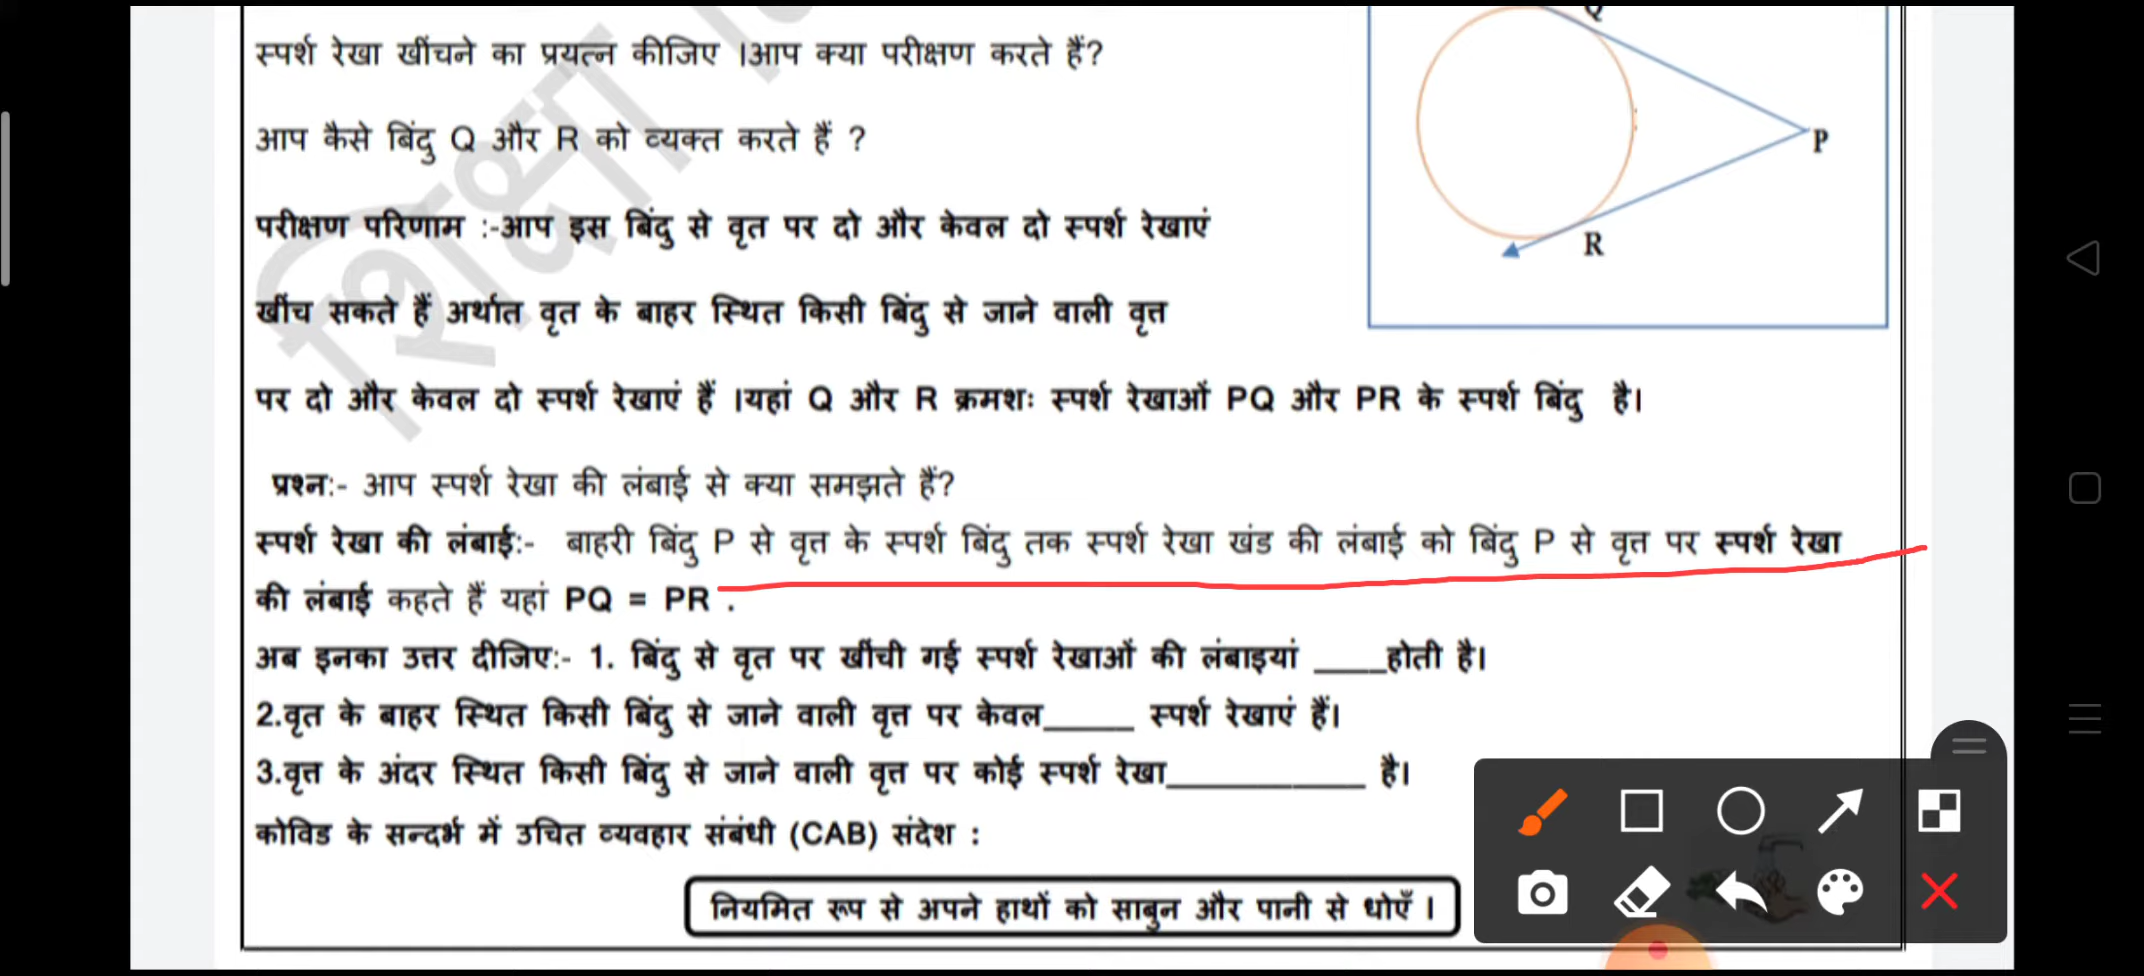 स्पर्श रेखा खींचने का प्रयत्न कीजिए ।आप क्या परीक्षण करते हैं?
आप कैसे बिंदु Q और R को व्यक्त करते हैं ?
परीक्षण परिणाम :-आप इस बिंदु से वृत पर दो और केवल दो स्पर्श रेखाएं
खींच सकते हैं अर्थात वृत के बाहर स्थित किसी बिंदु से जाने वाली वृत्त
पर दो और केवल दो स्पर्श रेखाएं हैं ।यहां Q और R क्रमशः स्पर्श रेखाओं PQ और PR के स्पर्श बिंदु है।
Q
P
R
प्रश्न:- आप स्पर्श रेखा की लंबाई से क्या समझते हैं?
स्पर्श रेखा की लंबाई:- बाहरी बिंदु P से वृत्त के स्पर्श बिंदु तक स्पर्श रेखा खंड की लंबाई को बिंदु P से वृत्त पर स्पर्श रेखा
की लंबाई कहते हैं यहां PQ = PR .
अब इनका उत्तर दीजिए:- 1. बिंदु से वृत पर खींची गई स्पर्श रेखाओं की लंबाइयां ____होती है।
2.वृत के बाहर स्थित किसी बिंदु से जाने वाली वृत्त पर केवल_____ स्पर्श रेखाएं हैं।
3.वृत्त के अंदर स्थित किसी बिंदु से जाने वाली वृत्त पर कोई स्पर्श रेखा___________ है।
कोविड के सन्दर्भ में उचित व्यवहार संबंधी (CAB) संदेश :
नियमित रूप से अपने हाथों को साबुन और पानी से धोएँ ।
शिक्षा